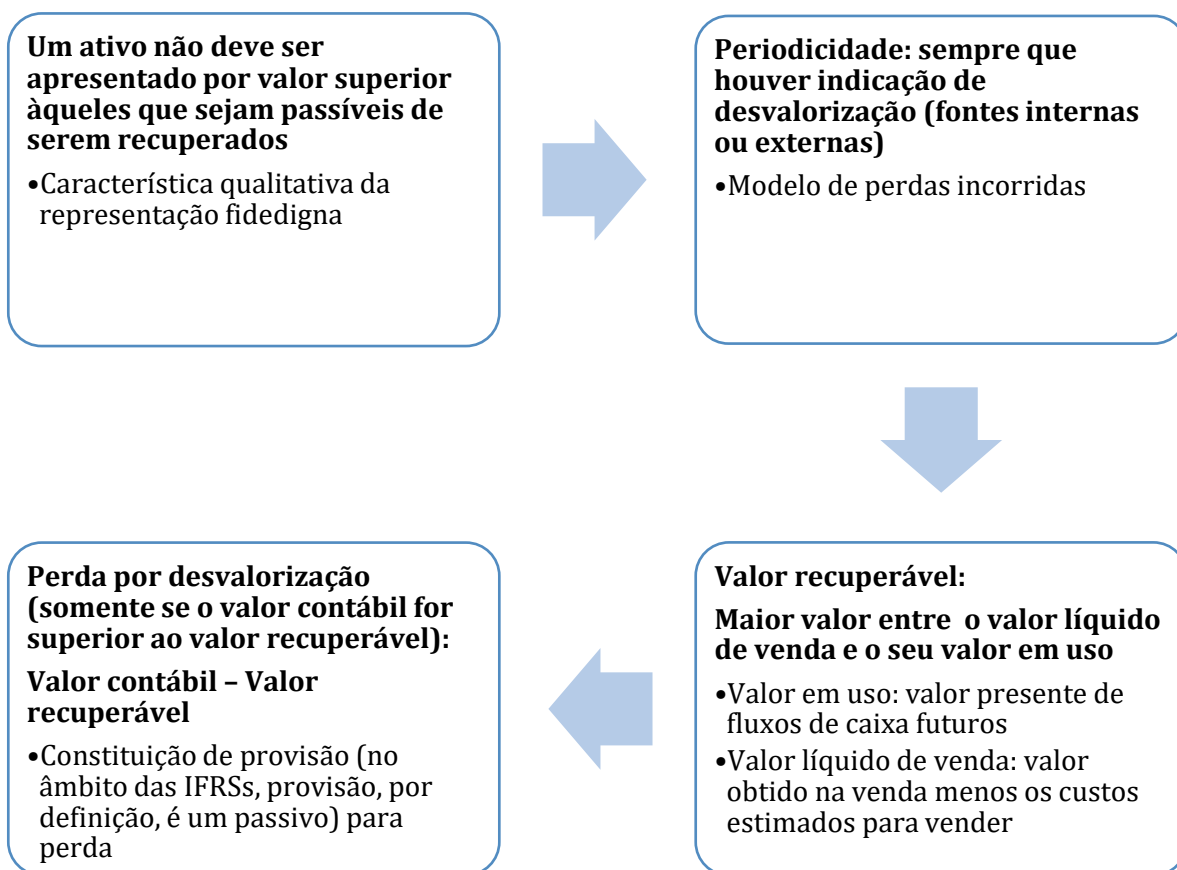 Um ativo não deve ser
apresentado por valor superior
àqueles que sejam passíveis de
serem recuperados
•Característica qualitativa da
representação fidedigna
Periodicidade: sempre que
houver indicação de
desvalorização (fontes internas
ou externas)
•Modelo de perdas incorridas
Valor recuperável:
Maior valor entre o valor líquido
de venda e o seu valor em uso
•Valor em uso: valor presente de
fluxos de caixa futuros
•Valor líquido de venda: valor
obtido na venda menos os custos
estimados para vender
Perda por desvalorização
(somente se o valor contábil for
superior ao valor recuperável):
Valor contábil – Valor
recuperável
•Constituição de provisão (no
âmbito das IFRSs, provisão, por
definição, é um passivo) para
perda